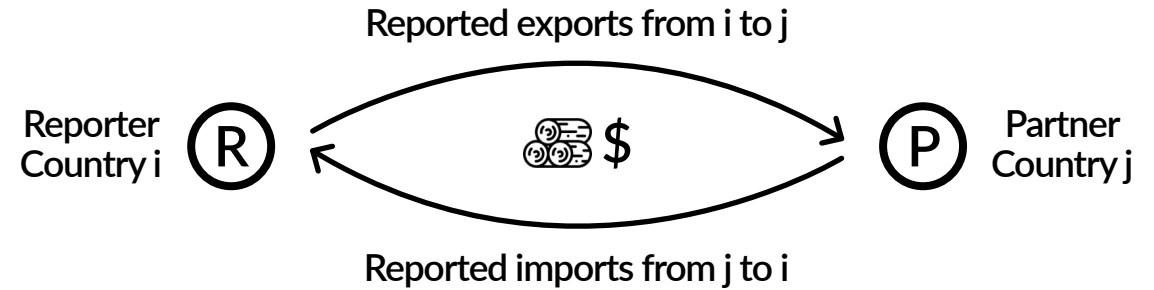 Reported exports from i to j
Reporter
Country i
R
$
P
Partner
Country j
Reported imports from j to i